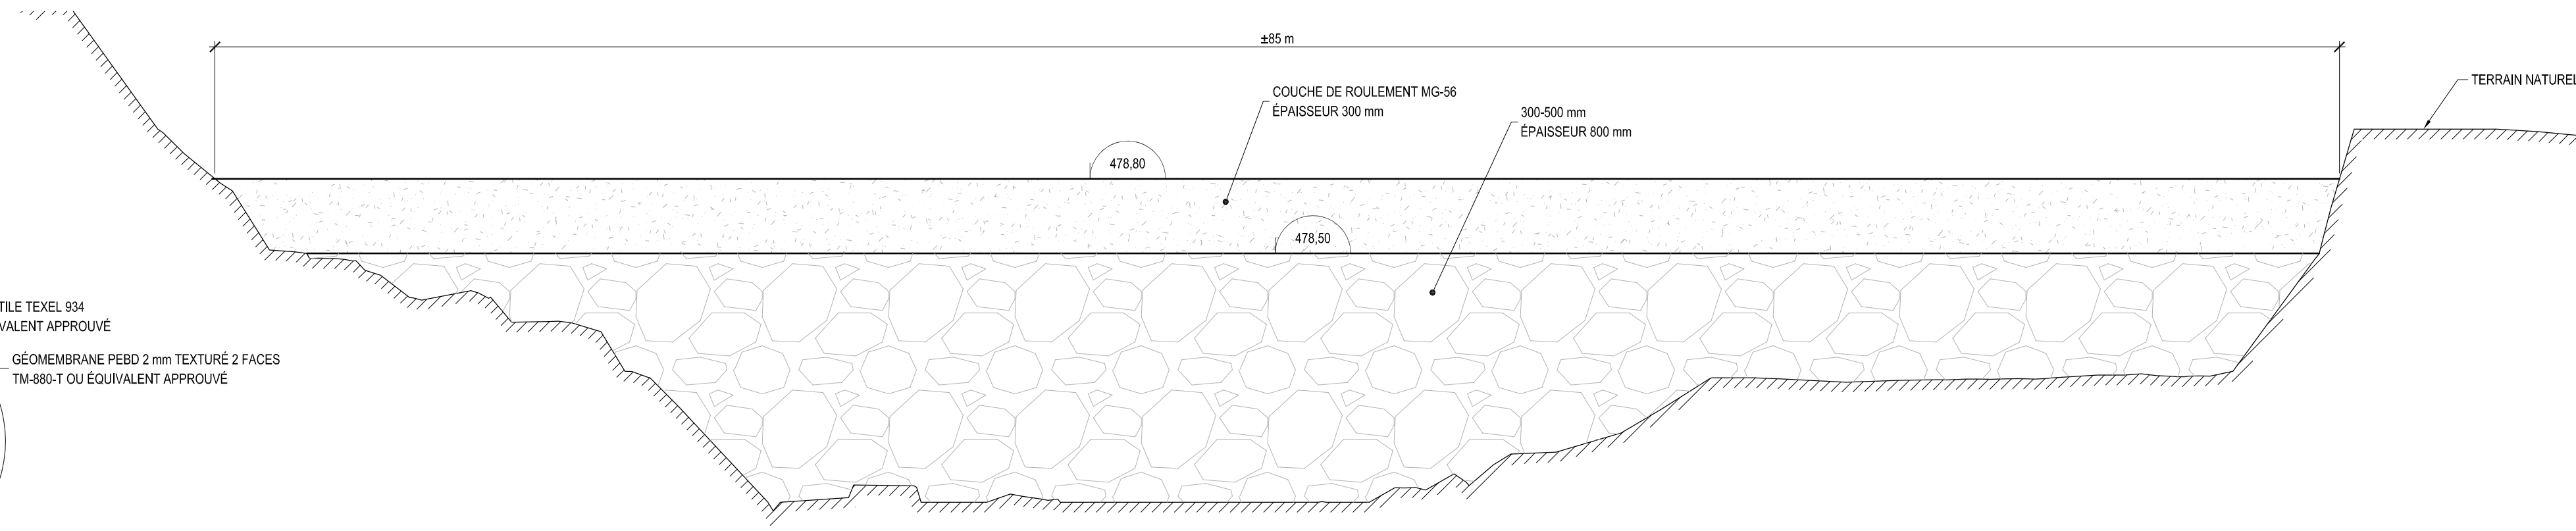 ±85 m
TERRAIN NATUREL
COUCHE DE ROULEMENT MG-56
ÉPAISSEUR 300 mm
300-500 mm
ÉPAISSEUR 800 mm
478,80
478,50
TILE TEXEL 934
VALENT APPROUVÉ
GÉOMEMBRANE PEBD 2 mm TEXTURÉ 2 FACES
TM-880-T OU ÉQUIVALENT APPROUVÉ